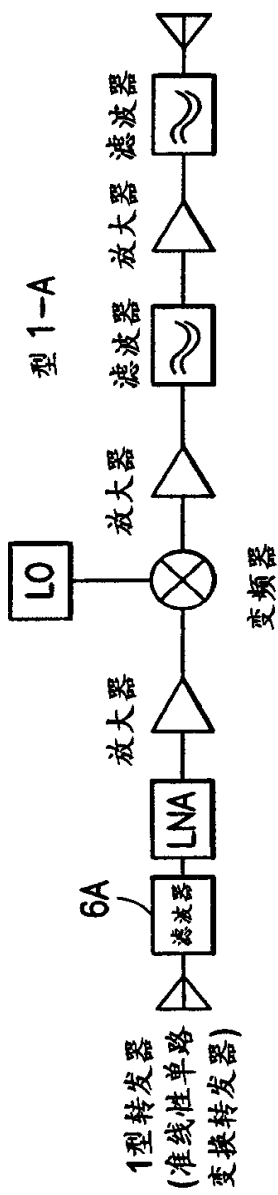 型 1-A
LO
放大器
放大器
滤波器
放大器
滤波器
6A
滤波器
LNA
变频器
1型转发器
(准线性单路
变换转发器)